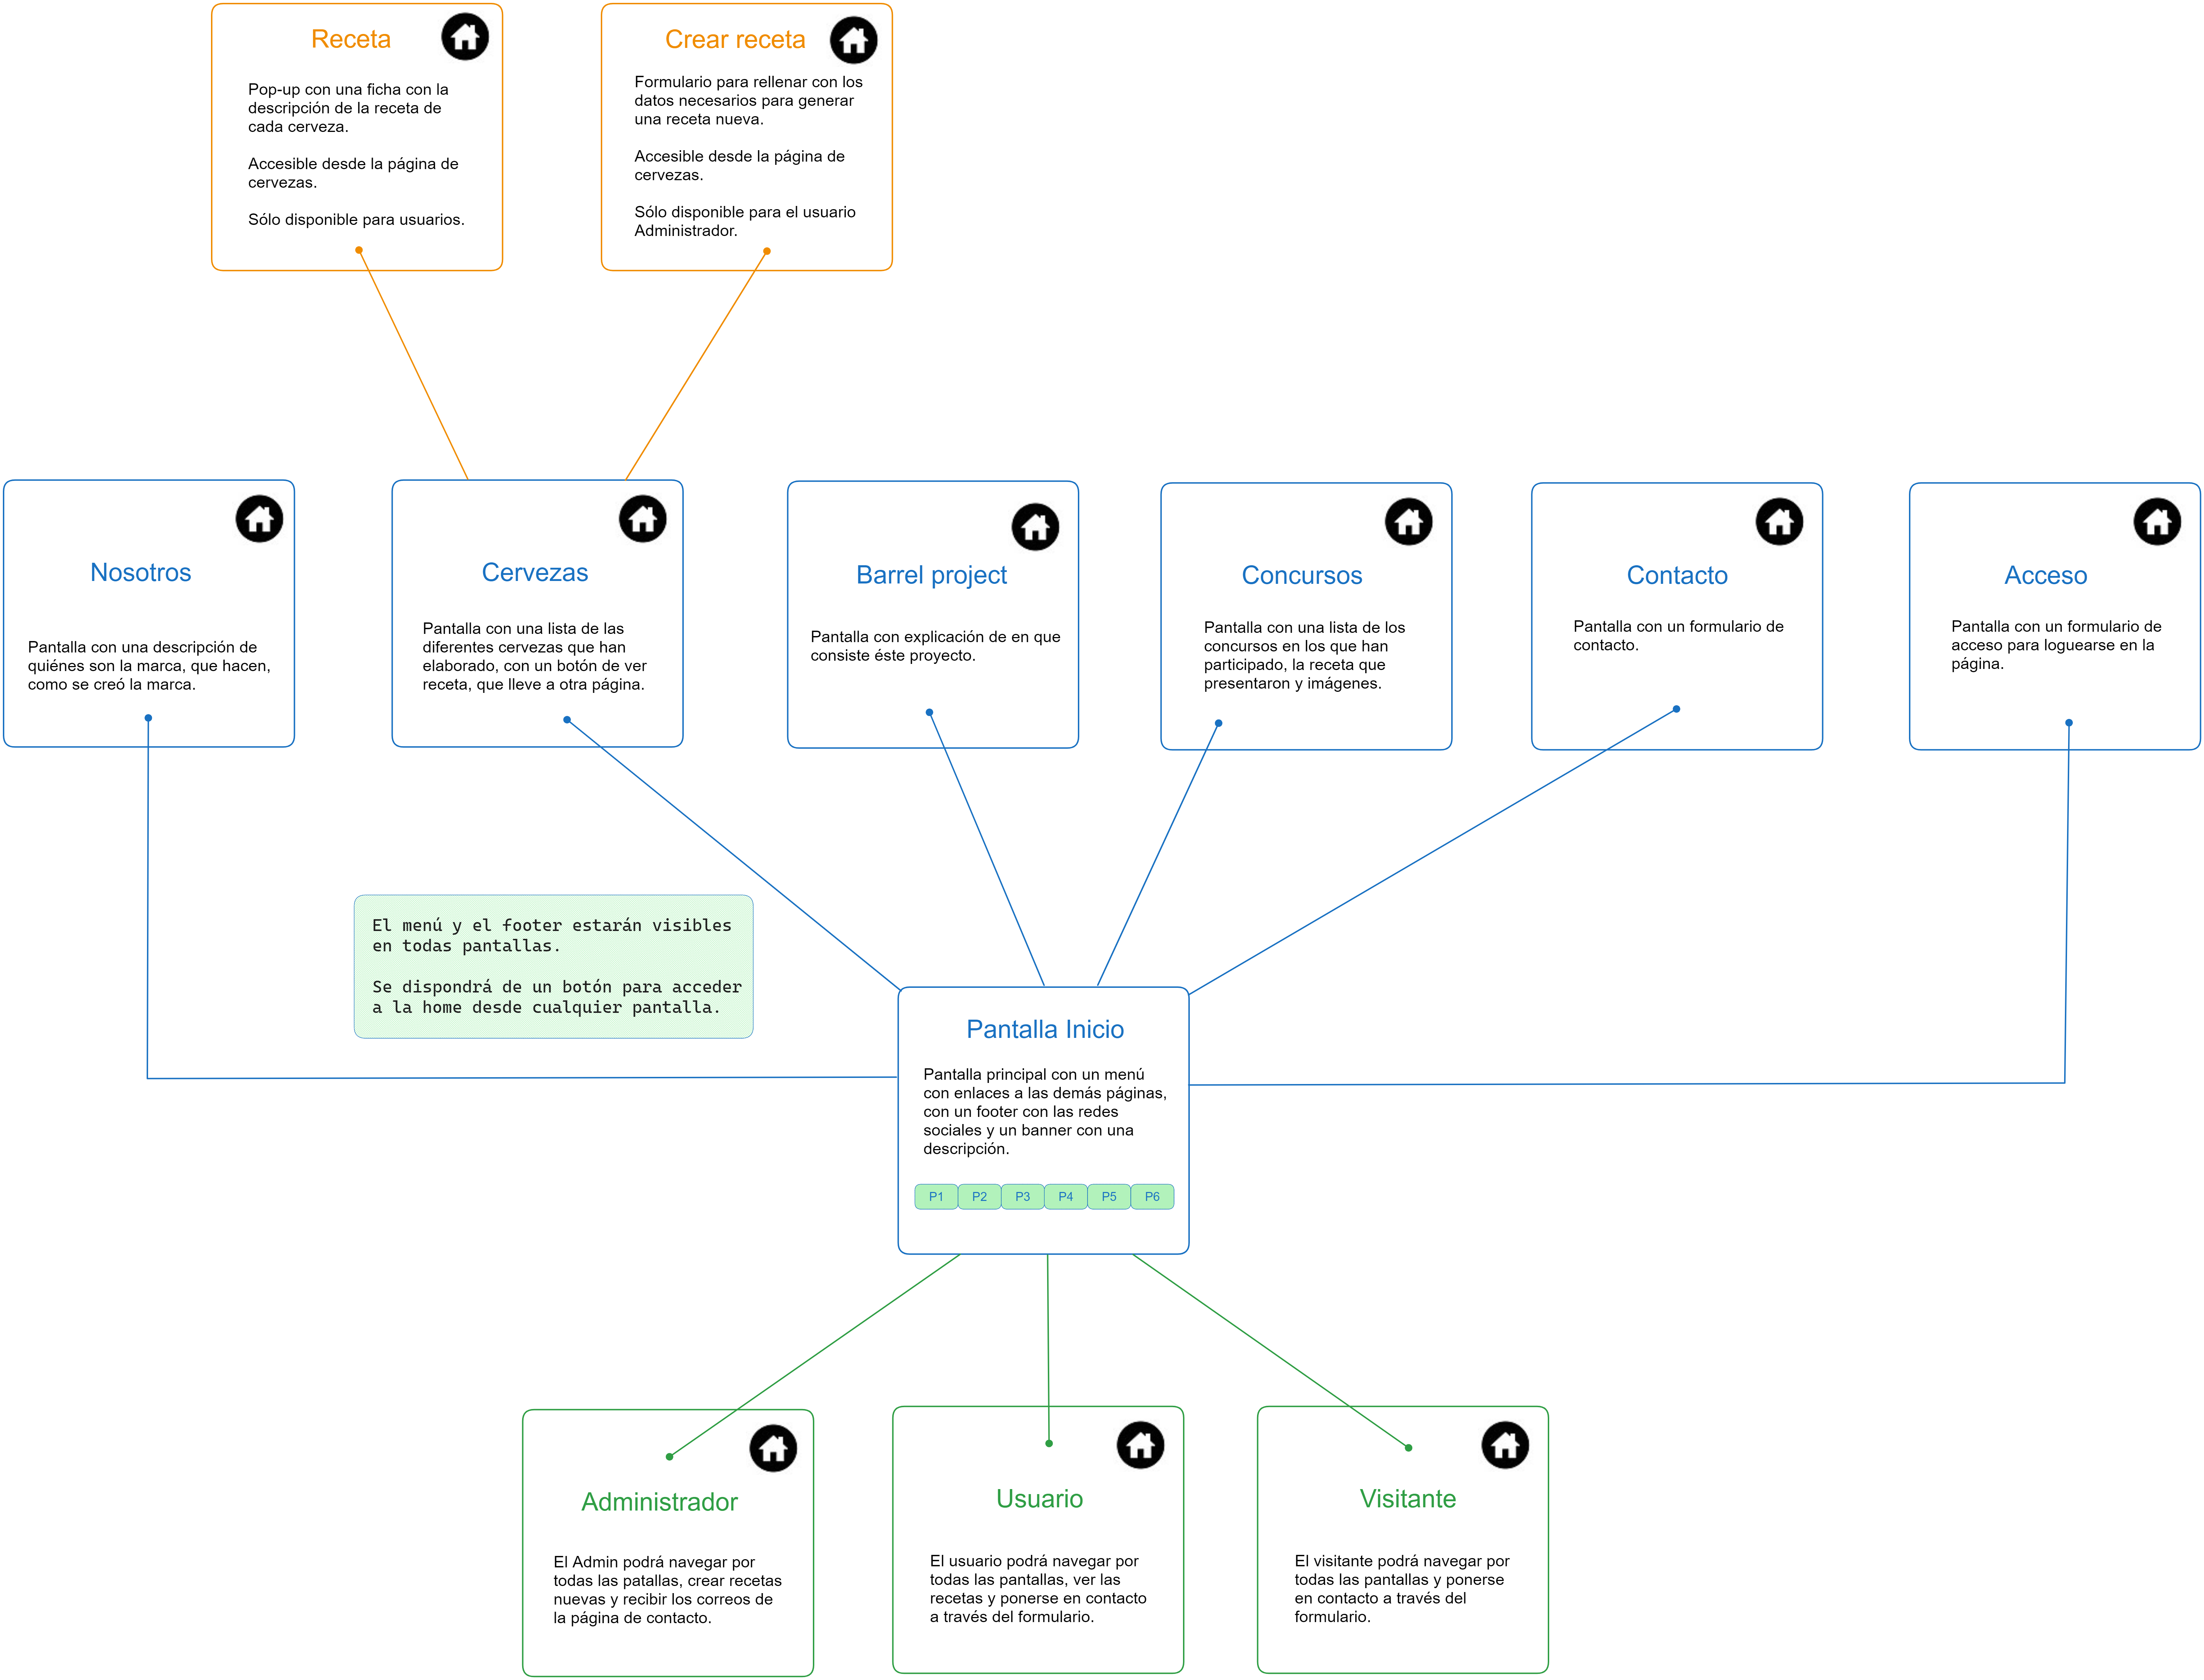 Receta
Pop-up con una ficha con la
descripción de la receta de
cada cerveza.
Accesible desde la página de
cervezas.
Sólo disponible para usuarios.
Crear receta
Formulario para rellenar con los
datos necesarios para generar
una receta nueva.
Accesible desde la página de
cervezas.
Sólo disponible para el usuario
Administrador.
Nosotros
Pantalla con una descripción de
quiénes son la marca, que hacen,
como se creó la marca.
Cervezas
Pantalla con una lista de las
diferentes cervezas que han
elaborado, con un botón de ver
receta, que lleve a otra página.
Barrel project
Pantalla con explicación de en que
consiste éste proyecto.
Concursos
Pantalla con una lista de los
concursos en los que han
participado, la receta que
presentaron y imágenes.
Contacto
Pantalla con un formulario de
contacto.
Acceso
Pantalla con un formulario de
acceso para loguearse en la
página.
El menú y el footer estarán visibles
en todas pantallas.
Se dispondrá de un botón para acceder
a la home desde cualquier pantalla.
Pantalla Inicio
Pantalla principal con un menú
con enlaces a las demás páginas,
con un footer con las redes
sociales y un banner con una
descripción.
P1 P2 P3 P4 P5 P6
Administrador
El Admin podrá navegar por
todas las patallas, crear recetas
nuevas y recibir los correos de
la página de contacto.
Usuario
El usuario podrá navegar por
todas las pantallas, ver las
recetas y ponerse en contacto
a través del formulario.
Visitante
El visitante podrá navegar por
todas las pantallas y ponerse
en contacto a través del
formulario.